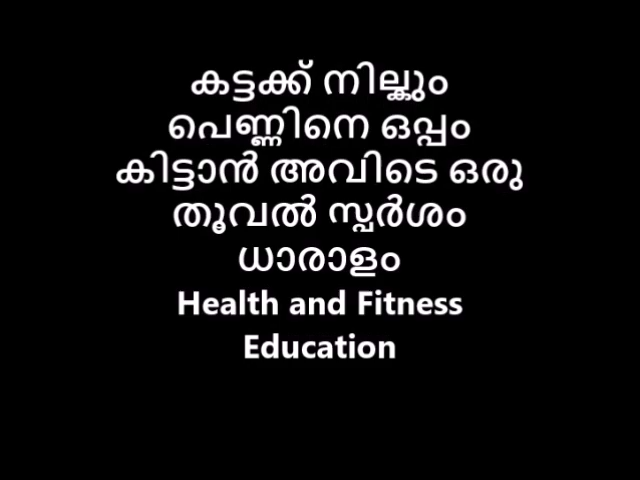 കട്ടക്ക് നില്കും
പെണ്ണിനെ ഒപ്പം
കിട്ടാൻ അവിടെ ഒരു
തൂവൽ സ്പർശം
ധാരാളം
Health and Fitness
Education